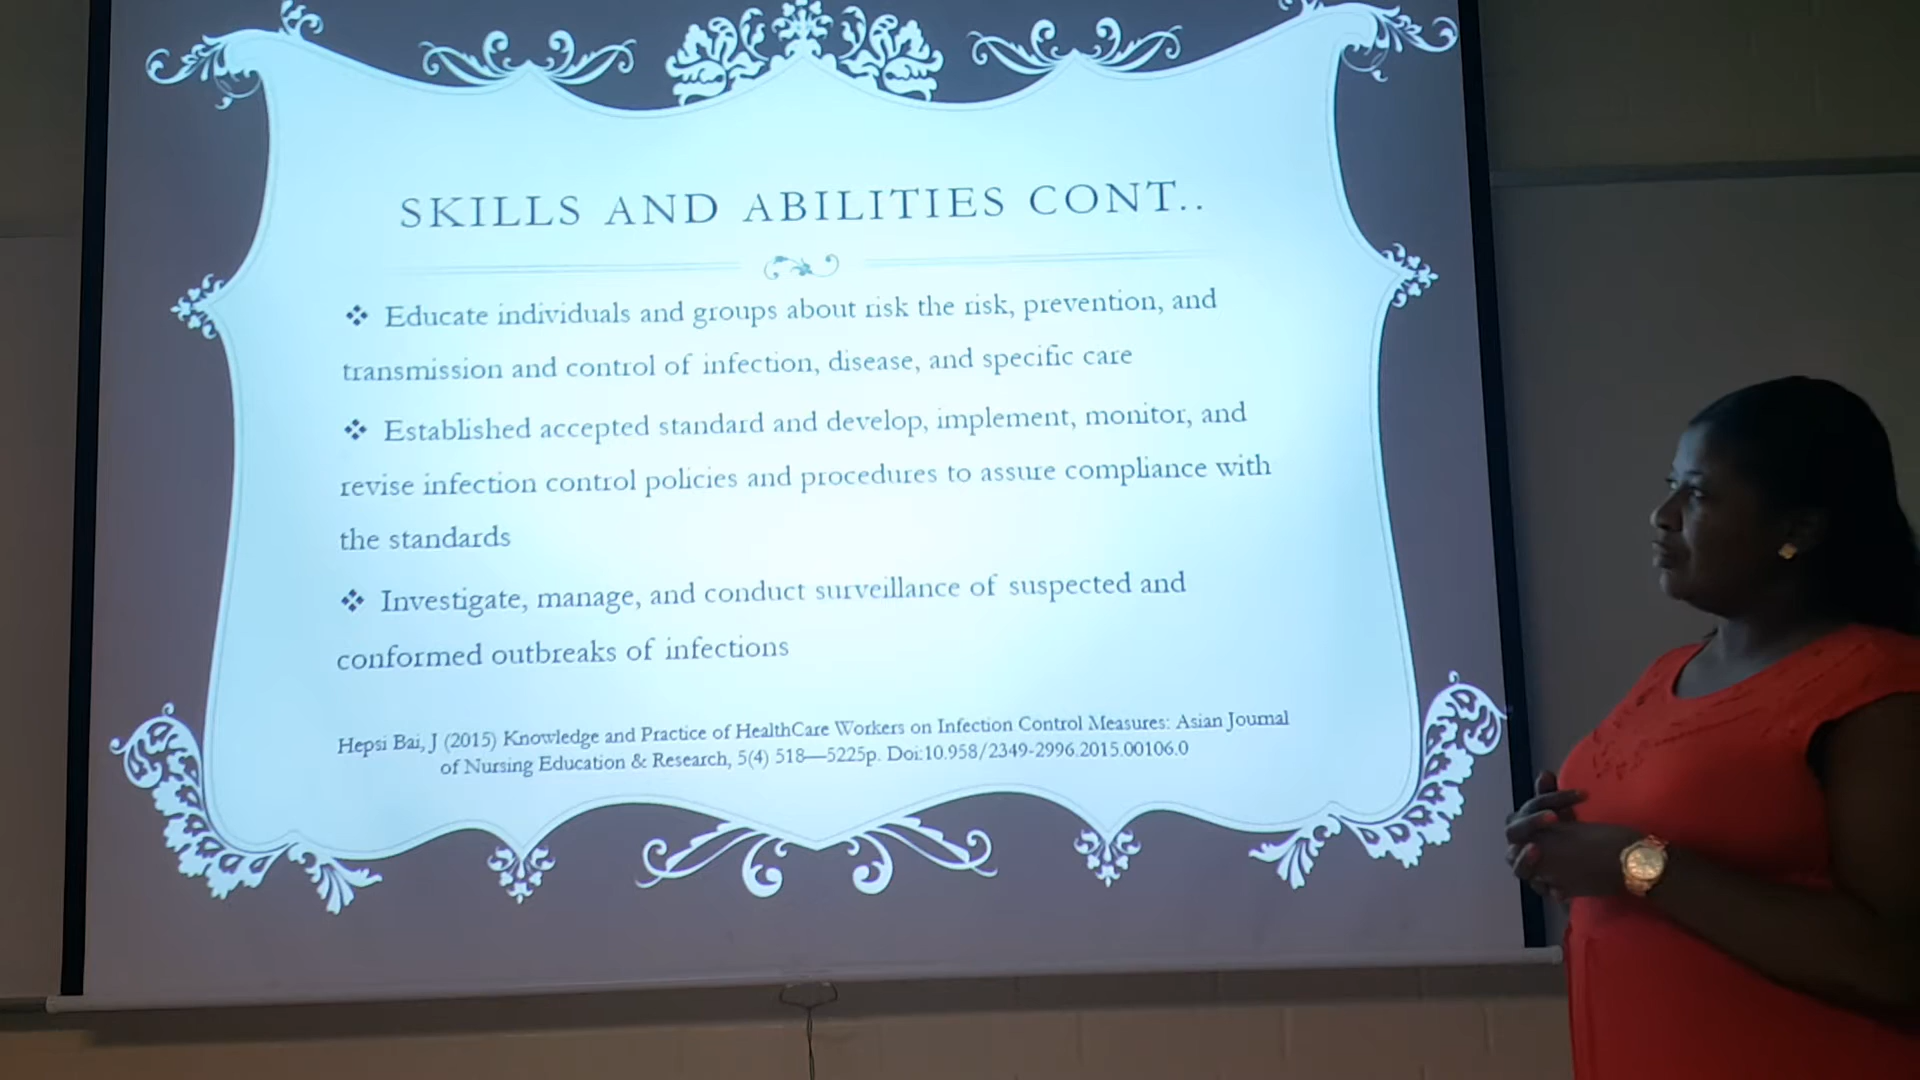 SKILLS AND ABILITIES CONT..
❖ Educate individuals and groups about risk the risk, prevention, and
transmission and control of infection, disease, and specific care
❖ Established accepted standard and develop, implement, monitor, and
revise infection control policies and procedures to assure compliance with
the standards
❖ Investigate, manage, and conduct surveillance of suspected and
conformed outbreaks of infections
Hepsi Bai, J (2015) Knowledge and Practice of HealthCare Workers on Infection Control Measures: Asian Journal
of Nursing Education & Research, 5(4) 518—5225p. Doi:10.958/2349-2996.2015.00106.0